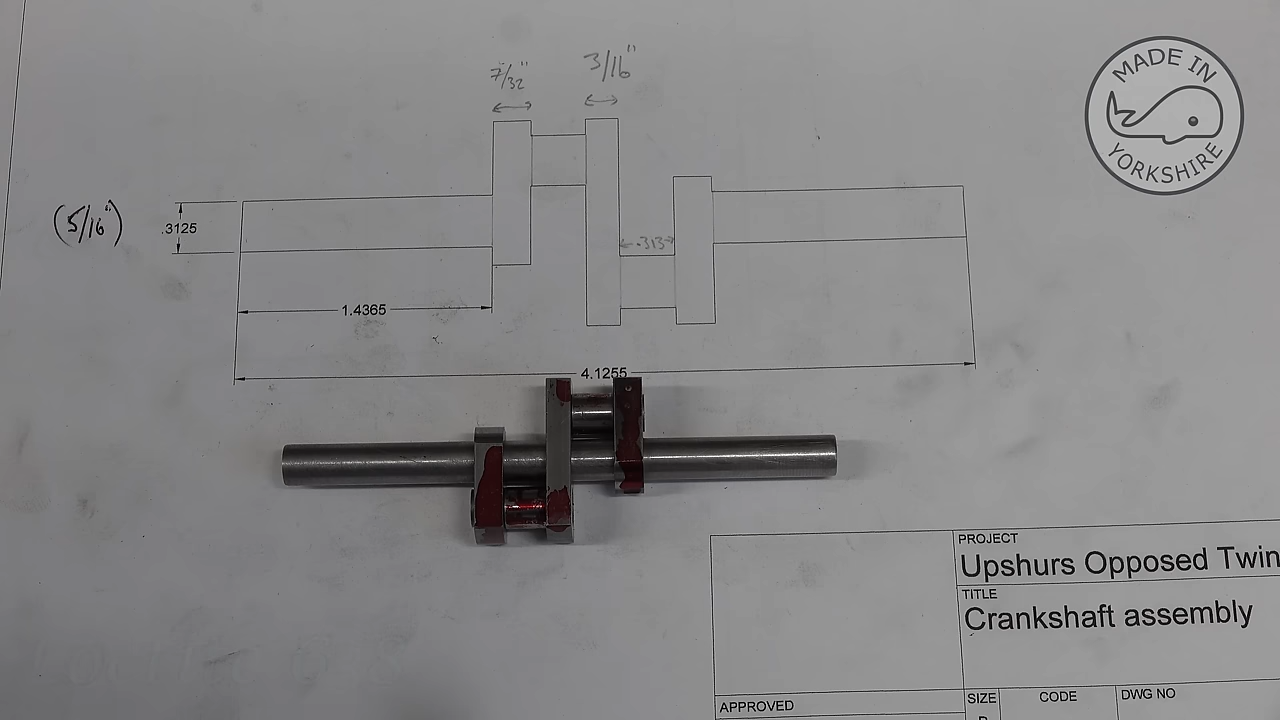 7/32"
3/16"
MADE IN
YORKSHIRE
(5/16")
.3125
.313
1.4365
4.1255
PROJECT
Upshurs Opposed Twin
TITLE
Crankshaft assembly
APPROVED
SIZE
CODE
DWG NO